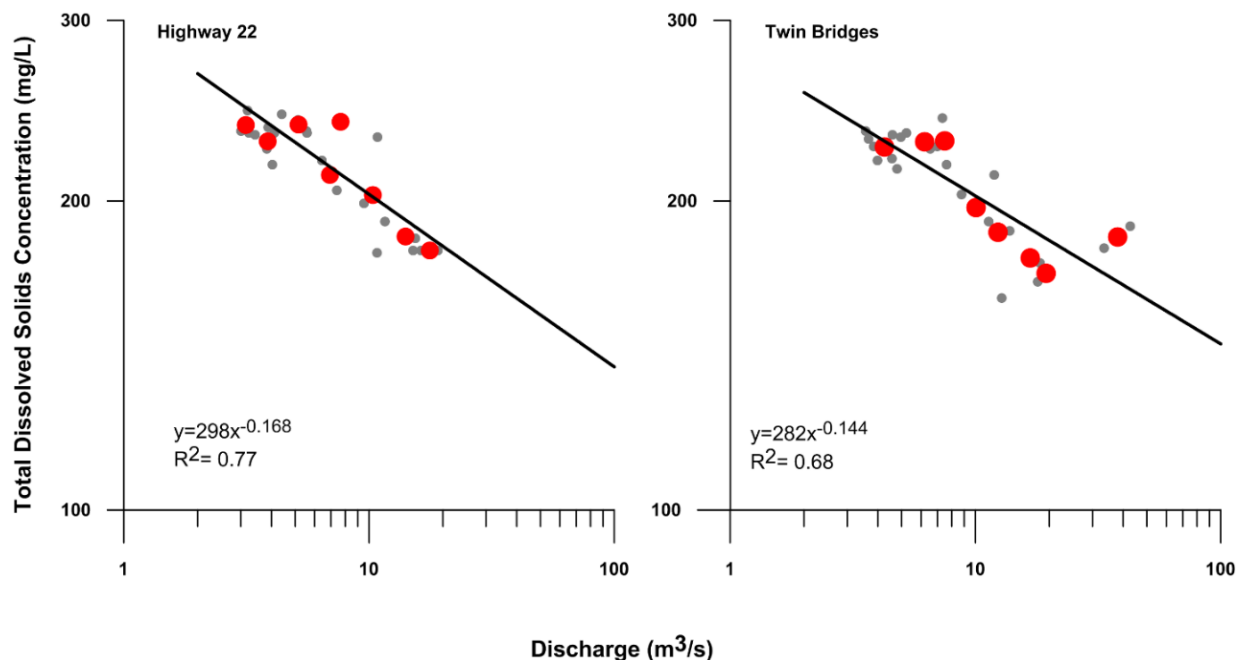 Total Dissolved Solids Concentration (mg/L)
Highway 22
300
200
100
1
10
100
y=298x^-0.168
R²= 0.77
Twin Bridges
300
200
100
1
10
100
y=282x^-0.144
R²= 0.68
Discharge (m³/s)